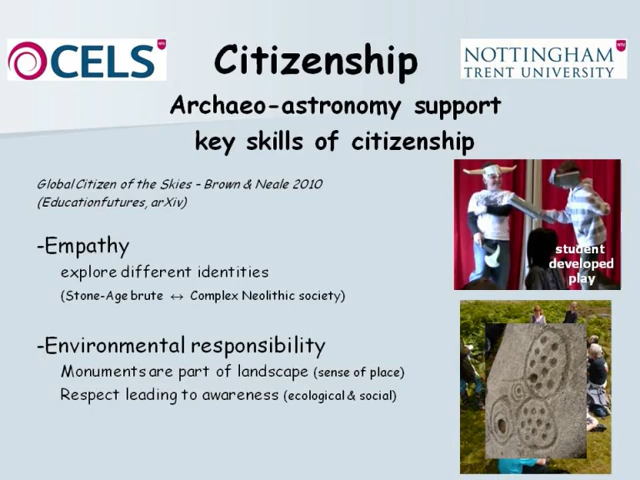 CELS
Citizenship
NOTTINGHAM
TRENT UNIVERSITY
Archaeo-astronomy support
key skills of citizenship
Global Citizen of the Skies - Brown & Neale 2010
(Educationfutures, arXiv)
-Empathy
explore different identities
(Stone-Age brute ↔ Complex Neolithic society)
student
developed
play
-Environmental responsibility
Monuments are part of landscape (sense of place)
Respect leading to awareness (ecological & social)